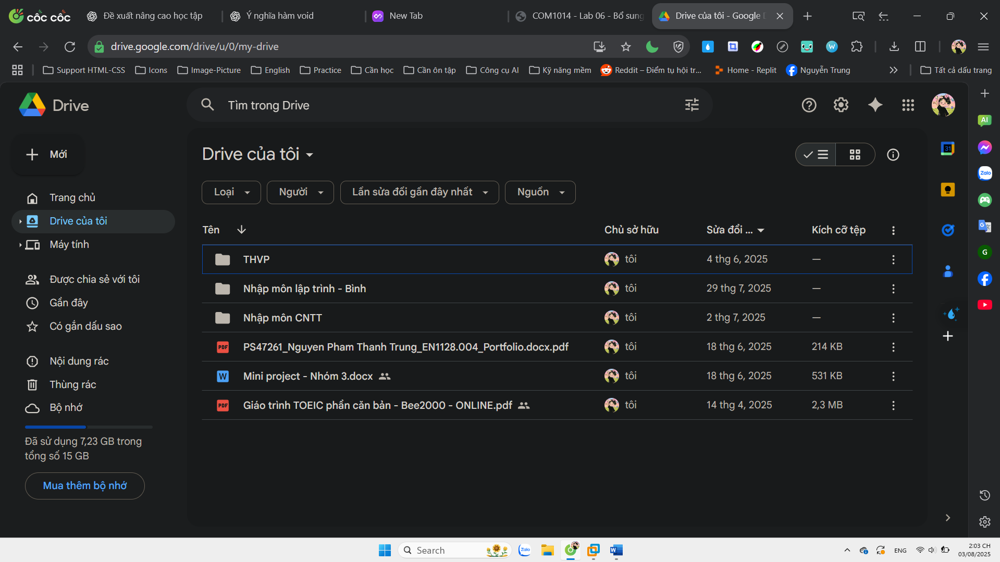 cốc cốc
Đề xuất nâng cao học tập
Ý nghĩa hàm void
New Tab
COM1014 - Lab 06 - Bổ sung
Drive của tôi - Google D
drive.google.com/drive/u/0/my-drive
Support HTML-CSS
Icons
Image-Picture
English
Practice
Cần học
Cần ôn tập
Công cụ AI
Kỹ năng mềm
Reddit – Điểm tụ hội tr...
Home - Replit
Nguyễn Trung
Tất cả dấu trang
Drive
Tìm trong Drive
Mới
Trang chủ
Drive của tôi
Máy tính
Được chia sẻ với tôi
Gần đây
Có gắn dấu sao
Nội dung rác
Thùng rác
Bộ nhớ
Đã sử dụng 7,23 GB trong
tổng số 15 GB
Mua thêm bộ nhớ
Drive của tôi
Loại
Người
Lần sửa đổi gần đây nhất
Nguồn
Tên Chủ sở hữu Sửa đổi ... Kích cỡ tệp
THVP tôi 4 thg 6, 2025 —
Nhập môn lập trình - Bình tôi 29 thg 7, 2025 —
Nhập môn CNTT tôi 2 thg 7, 2025 —
PDF PS47261_Nguyen Pham Thanh Trung_EN1128.004_Portfolio.docx.pdf tôi 18 thg 6, 2025 214 KB
W Mini project - Nhóm 3.docx tôi 18 thg 6, 2025 531 KB
PDF Giáo trình TOEIC phần căn bản - Bee2000 - ONLINE.pdf tôi 14 thg 4, 2025 2,3 MB
31
AI
Zalo
G
W
Search
Zalo
W
ENG
2:03 CH
03/08/2025